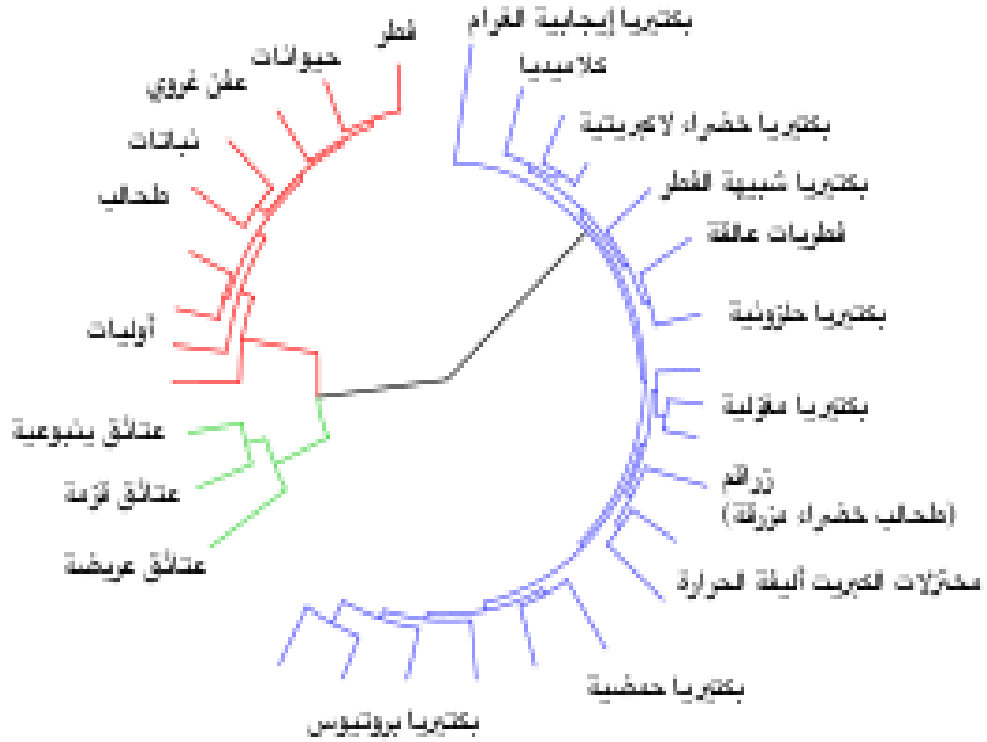 بكتيريا إيجابية الغرام
فطر
حيوانات
كلاميديا
عفن غروي
بكتيريا خضراء لاكبريتية
نباتات
بكتيريا شبيهة الفطر
طحالب
فطريات عالقة
بكتيريا حلزونية
أوليات
بكتيريا مغزلية
عتائق ينبوعية
زراقم
(طحالب خضراء مزرقة)
عتائق قزمة
عتائق عريضة
مختزلات الكبريت أليفة الحرارة
بكتيريا حمضية
بكتيريا بروتيوس